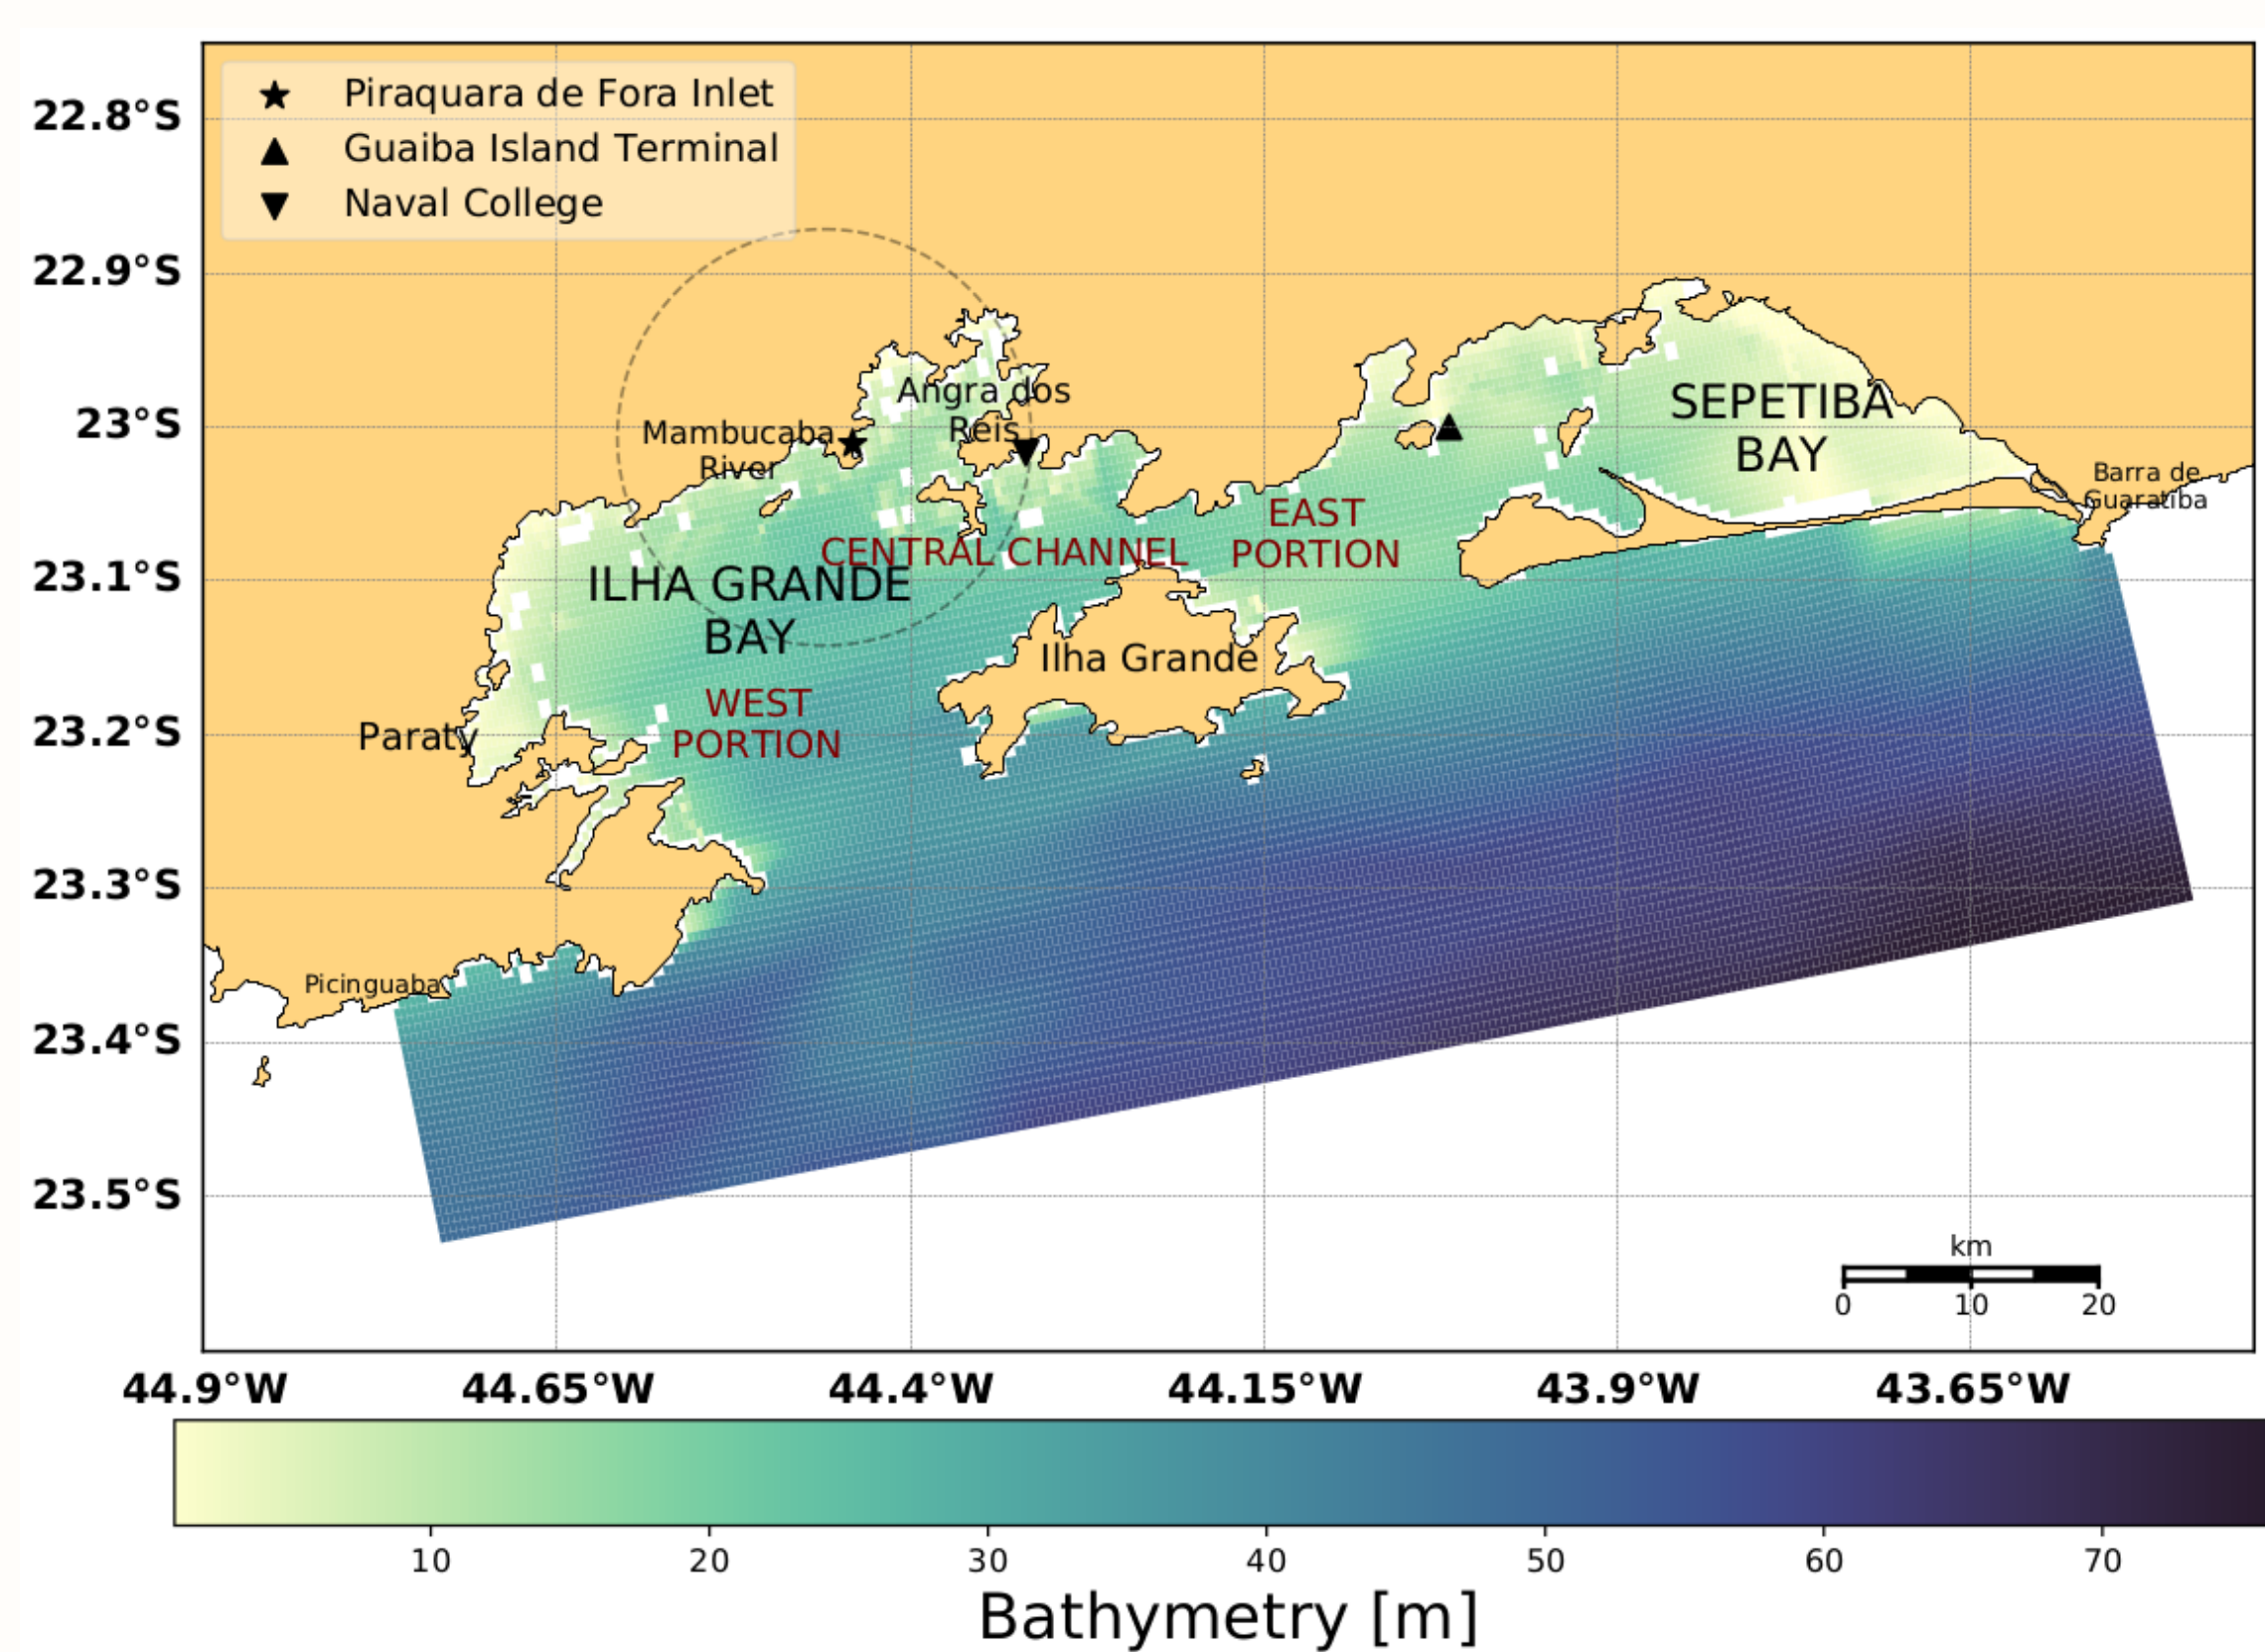 Piraquara de Fora Inlet
Guaiba Island Terminal
Naval College
22.8°S
22.9°S
23°S
23.1°S
23.2°S
23.3°S
23.4°S
23.5°S
Angra dos
Reis
Mambucaba
River
SEPETIBA
BAY
Barra de
Guaratiba
EAST
PORTION
CENTRAL CHANNEL
ILHA GRANDE
BAY
Ilha Grande
WEST
PORTION
Paraty
Picinguaba
km
0 10 20
44.9°W 44.65°W 44.4°W 44.15°W 43.9°W 43.65°W
10 20 30 40 50 60 70
Bathymetry [m]